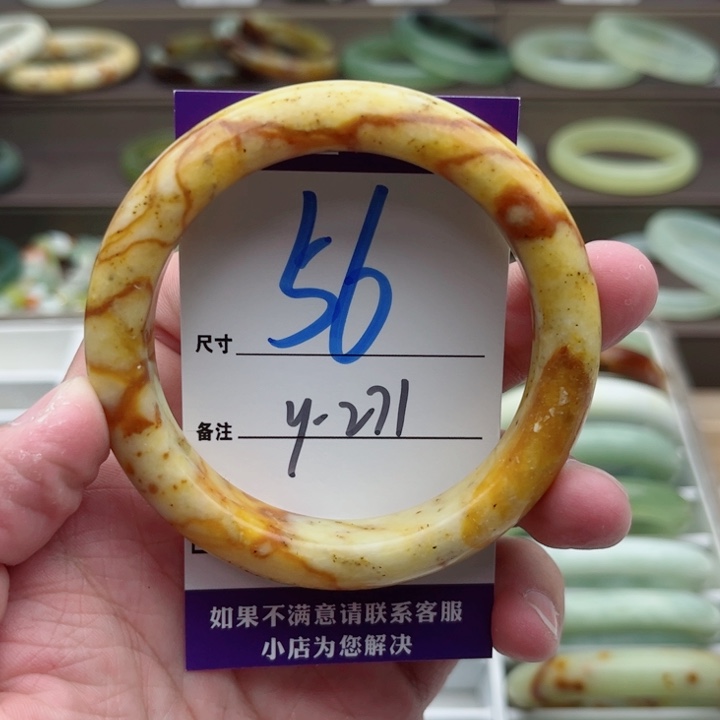 56
尺寸
y-271
备注
如果不满意请联系客服
小店为您解决